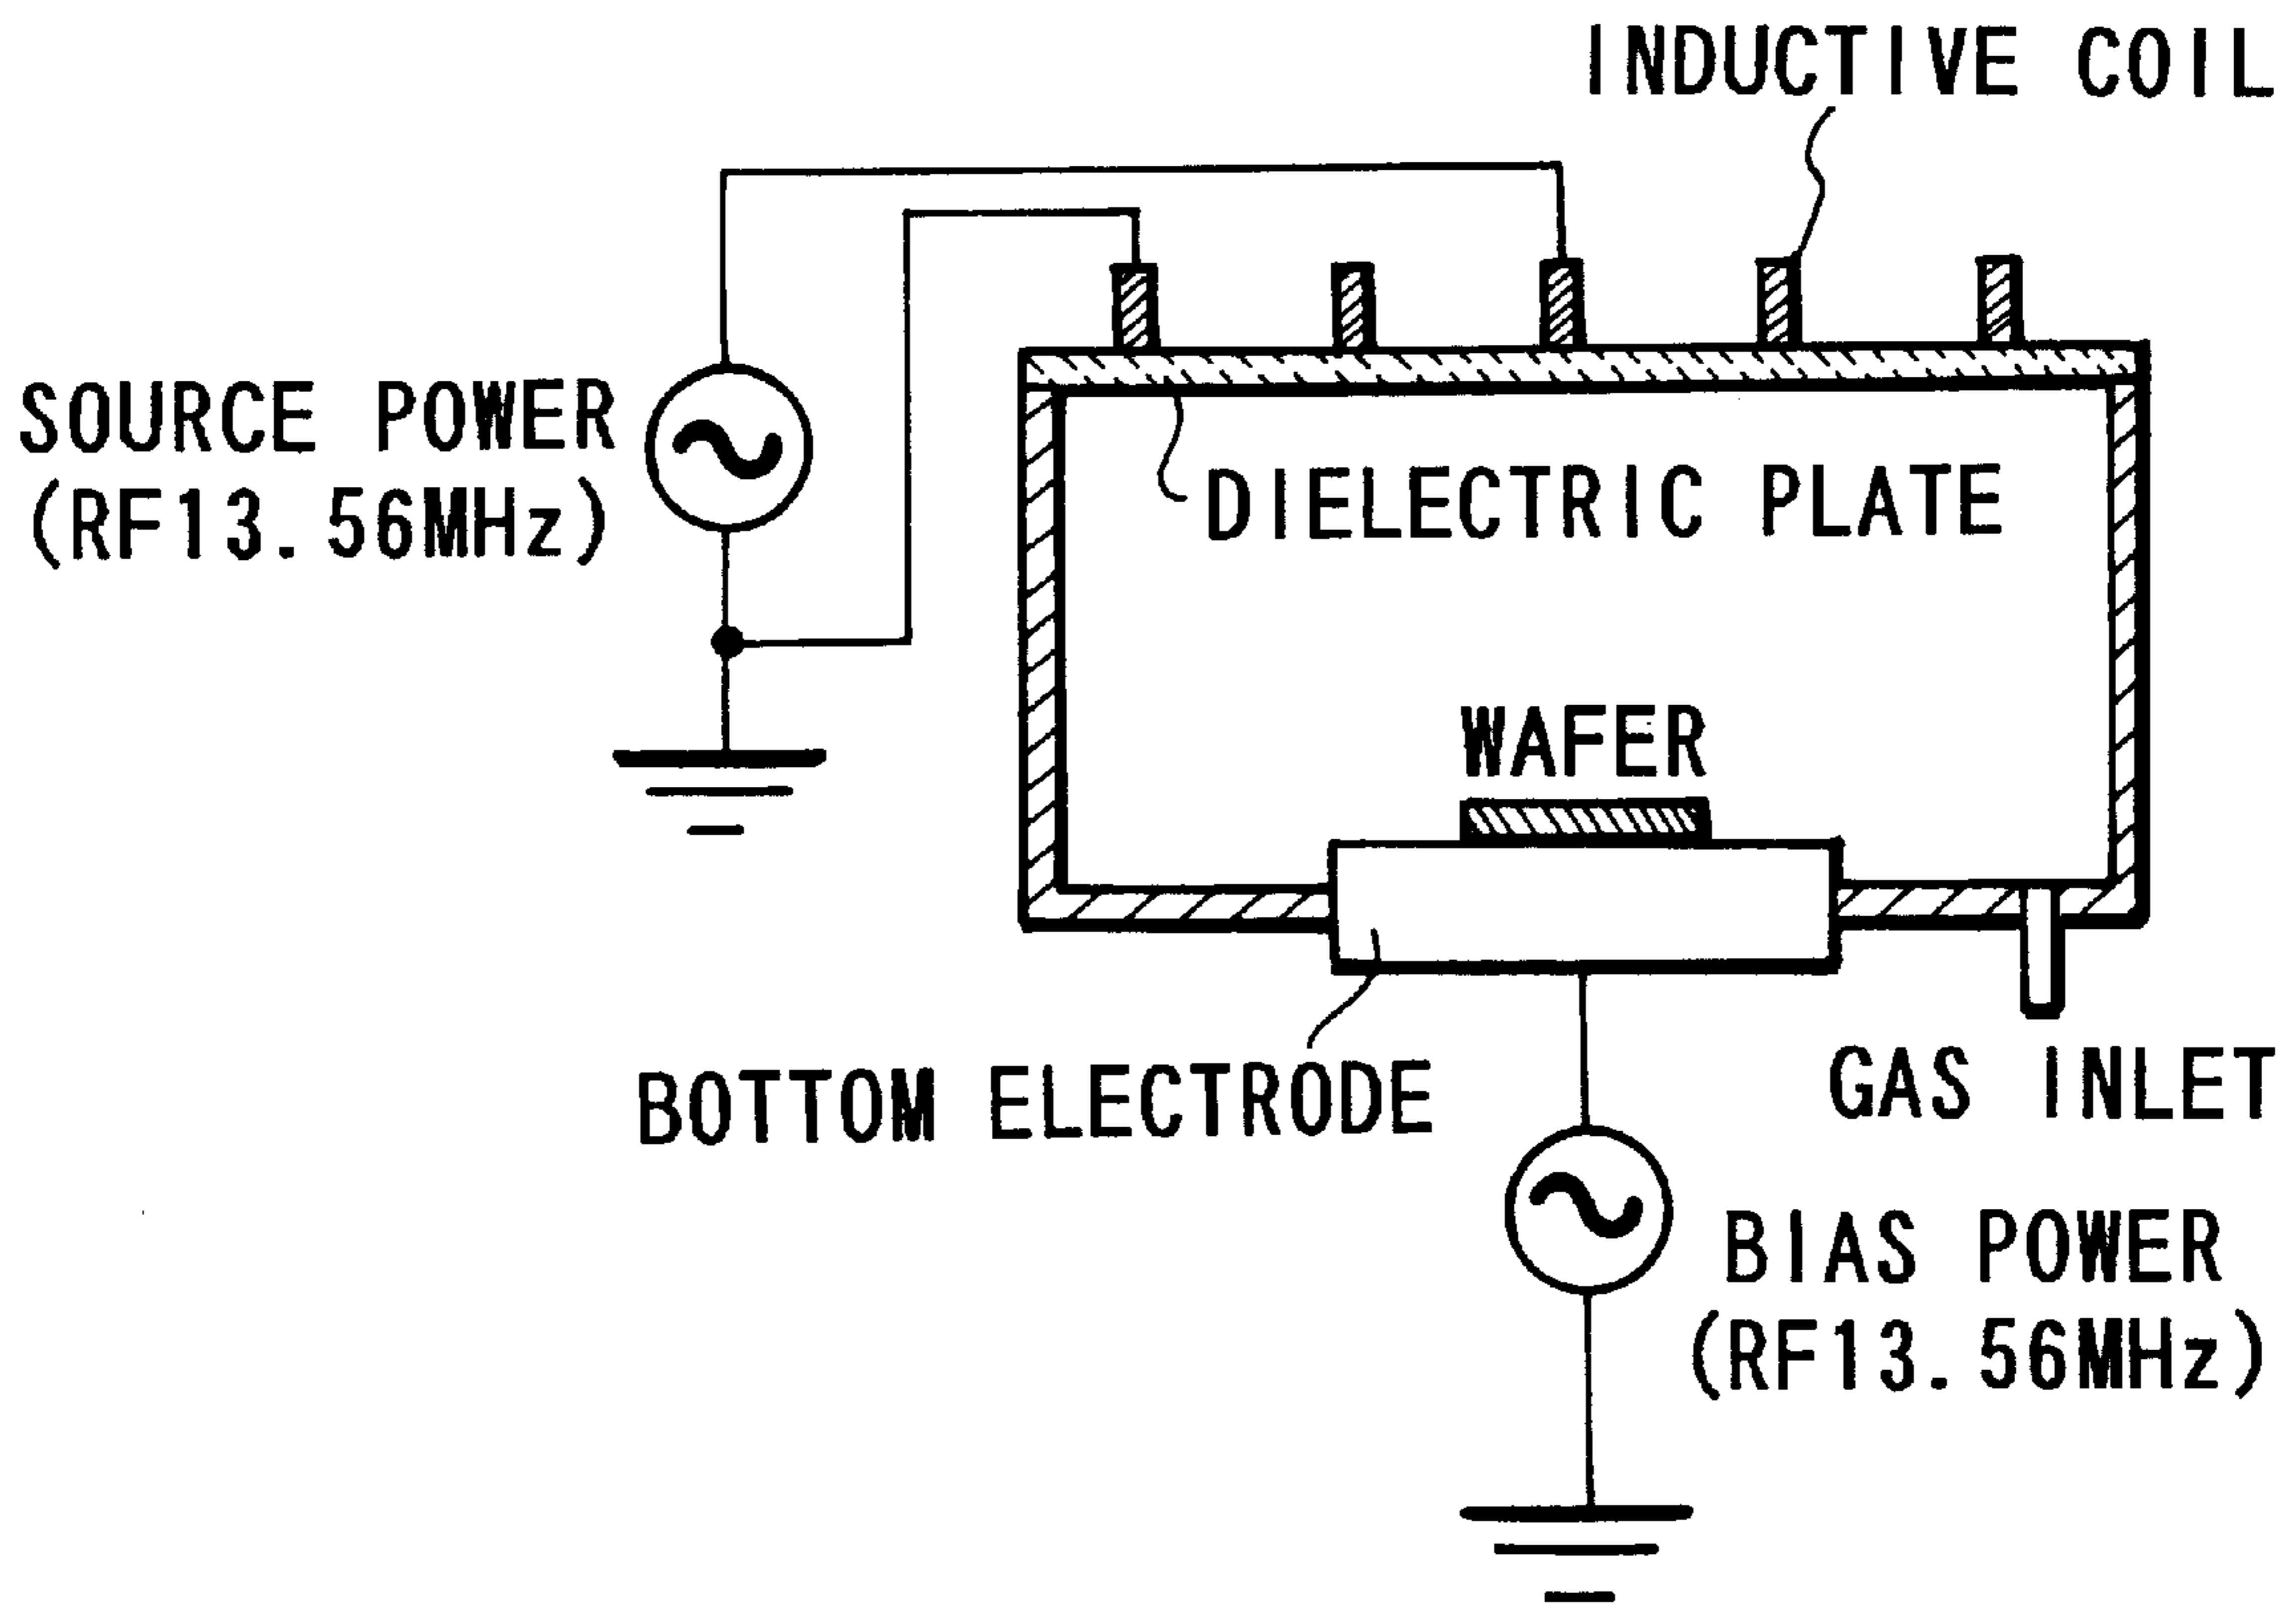 INDUCTIVE COIL
SOURCE POWER
(RF13.56MHz)
DIELECTRIC PLATE
WAFER
BOTTOM ELECTRODE
GAS INLET
BIAS POWER
(RF13.56MHz)